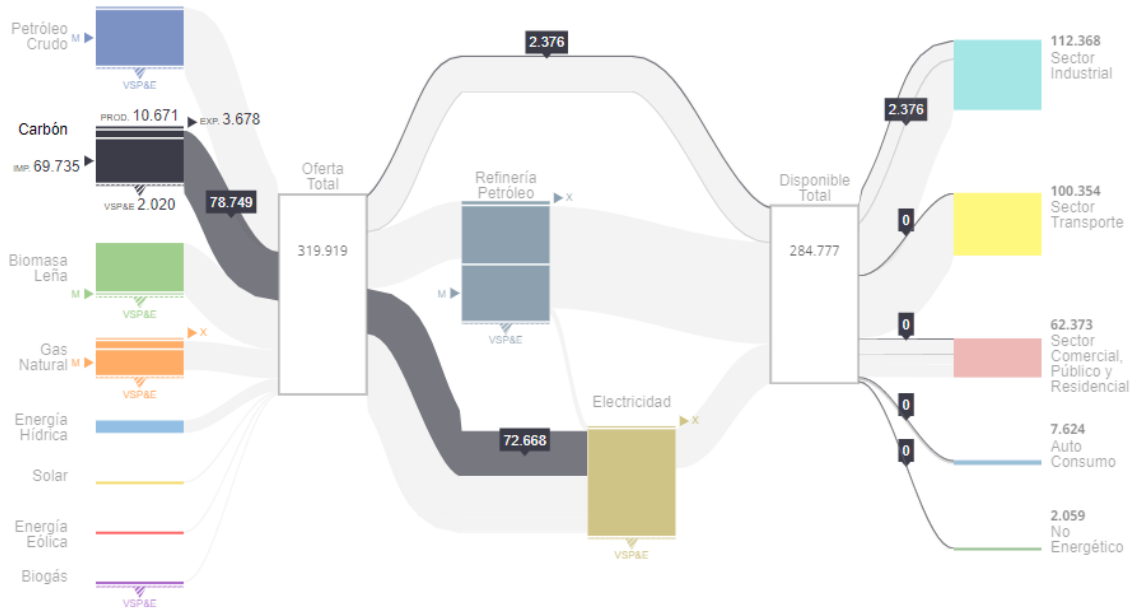 Petróleo
Crudo
M
VSP&E
Carbón
PROD. 10.671
EXP. 3.678
IMP. 69.735
VSP&E 2.020
78.749
Biomasa
Leña
M
VSP&E
X
Gas
Natural
M
VSP&E
Energía
Hídrica
Solar
Energía
Eólica
Biogás
VSP&E
Oferta
Total
319.919
2.376
Refinería
Petróleo
X
M
VSP&E
72.668
Electricidad
X
VSP&E
Disponible
Total
284.777
2.376
0
0
0
0
112.368
Sector
Industrial
100.354
Sector
Transporte
62.373
Sector
Comercial,
Público y
Residencial
7.624
Auto
Consumo
2.059
No
Energético